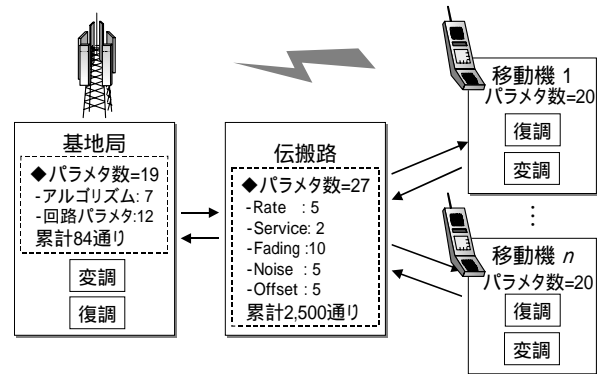 基地局
◆パラメタ数=19
-アルゴリズム: 7
-回路パラメタ:12
累計84通り
変調
復調
伝搬路
◆パラメタ数=27
-Rate : 5
-Service: 2
-Fading :10
-Noise : 5
-Offset : 5
累計2,500通り
移動機 1
パラメタ数=20
復調
変調
⋮
移動機 n
パラメタ数=20
復調
変調